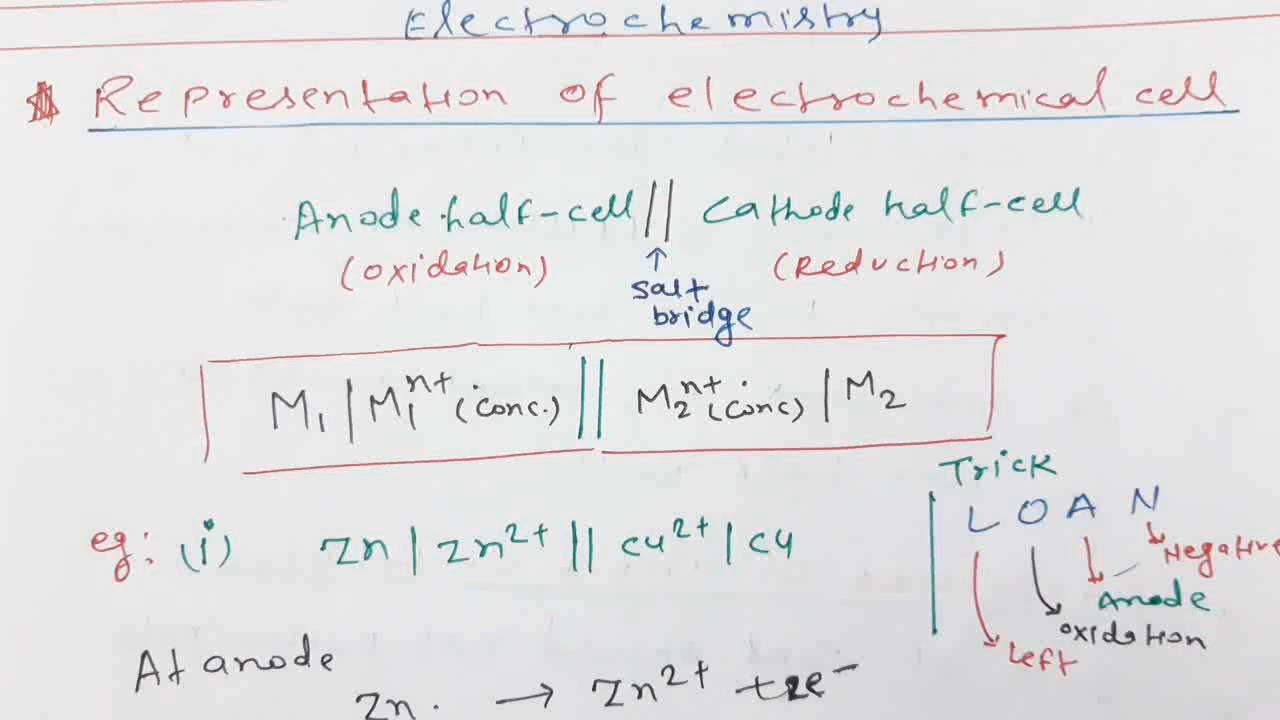 Electrochemistry
Representation of electrochemical cell
Anode half-cell || Cathode half-cell
(oxidation) (Reduction)
↑
salt
bridge
M₁ | M₁ⁿ⁺ (conc.) || M₂ⁿ⁺ (conc) | M₂
Trick
L O A N
Negative
Anode
oxidation
Left
eg: (i) Zn | Zn²⁺ || Cu²⁺ | Cu
At anode
Zn. → Zn²⁺ + 2e⁻